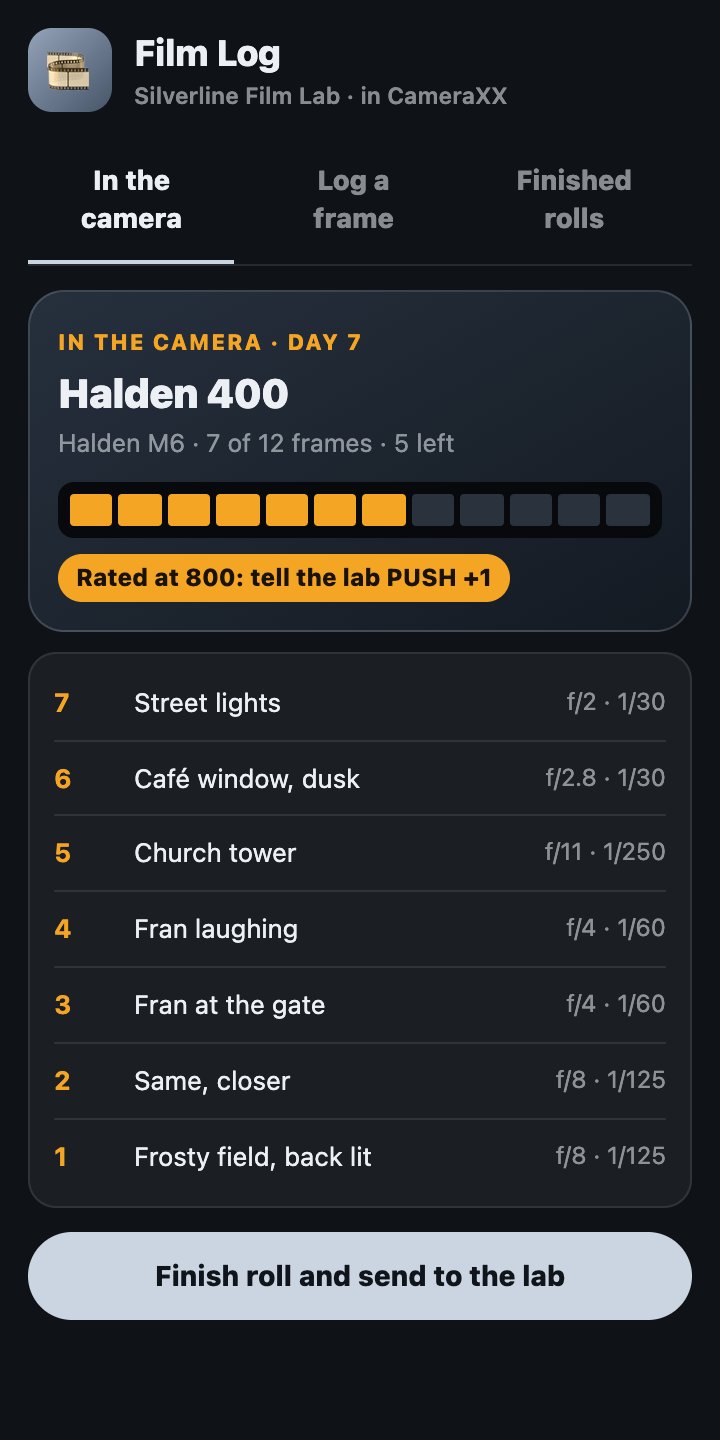 Film Log
Silverline Film Lab · in CameraXX
In the
camera
Log a
frame
Finished
rolls
IN THE CAMERA · DAY 7
Halden 400
Halden M6 · 7 of 12 frames · 5 left
Rated at 800: tell the lab PUSH +1
7 Street lights f/2 · 1/30
6 Café window, dusk f/2.8 · 1/30
5 Church tower f/11 · 1/250
4 Fran laughing f/4 · 1/60
3 Fran at the gate f/4 · 1/60
2 Same, closer f/8 · 1/125
1 Frosty field, back lit f/8 · 1/125
Finish roll and send to the lab